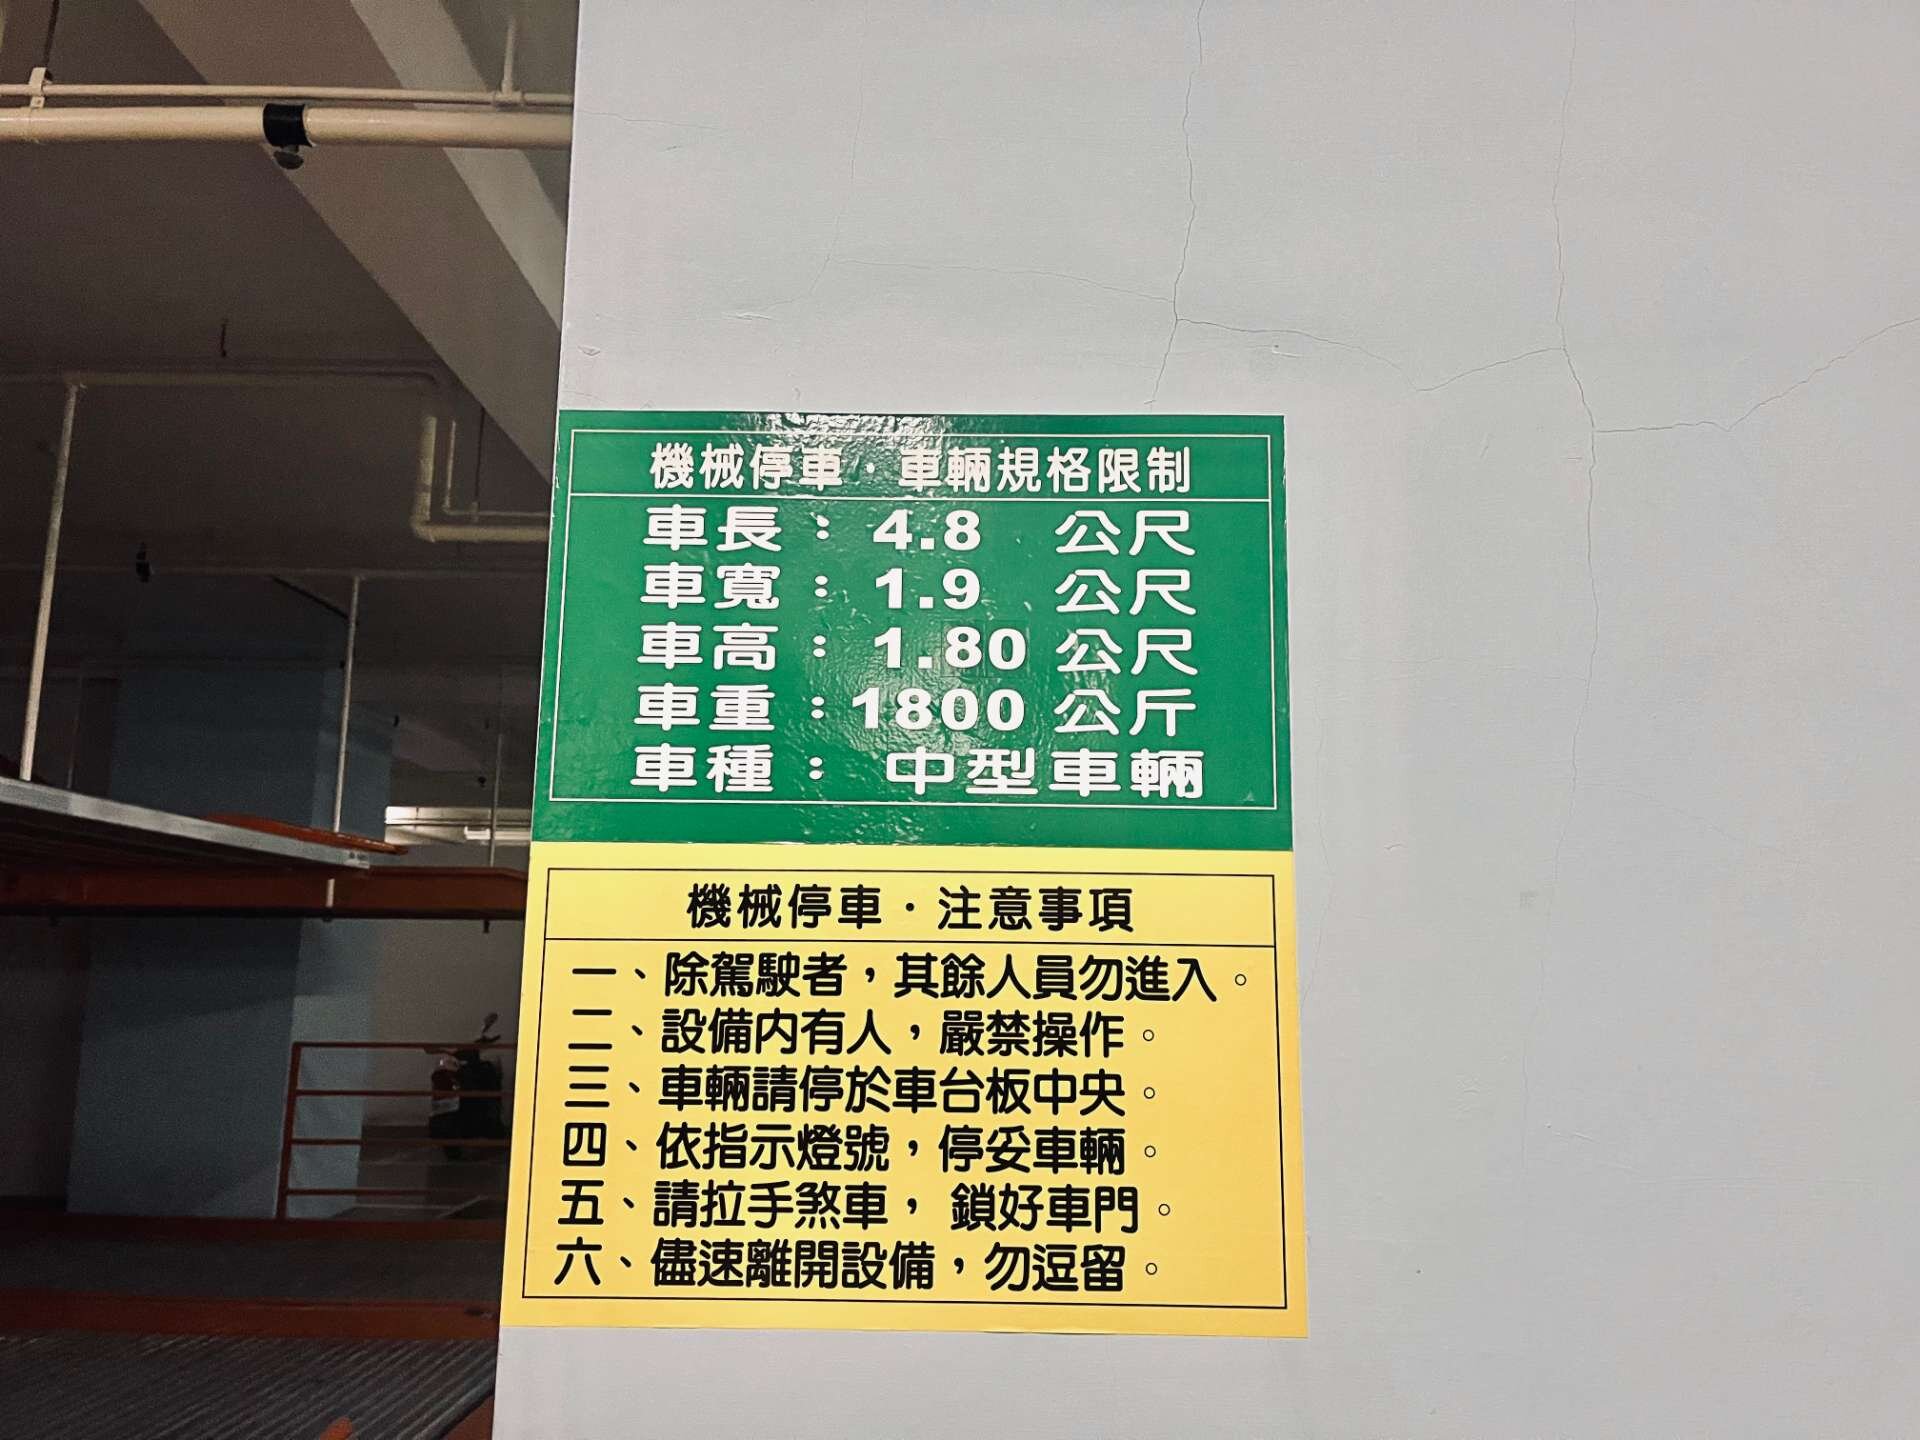 機械停車・車輛規格限制
車長：4.8 公尺
車寬：1.9 公尺
車高：1.80 公尺
車重：1800 公斤
車種：中型車輛
機械停車・注意事項
一、除駕駛者，其餘人員勿進入。
二、設備內有人，嚴禁操作。
三、車輛請停於車台板中央。
四、依指示燈號，停妥車輛。
五、請拉手煞車，鎖好車門。
六、儘速離開設備，勿逗留。